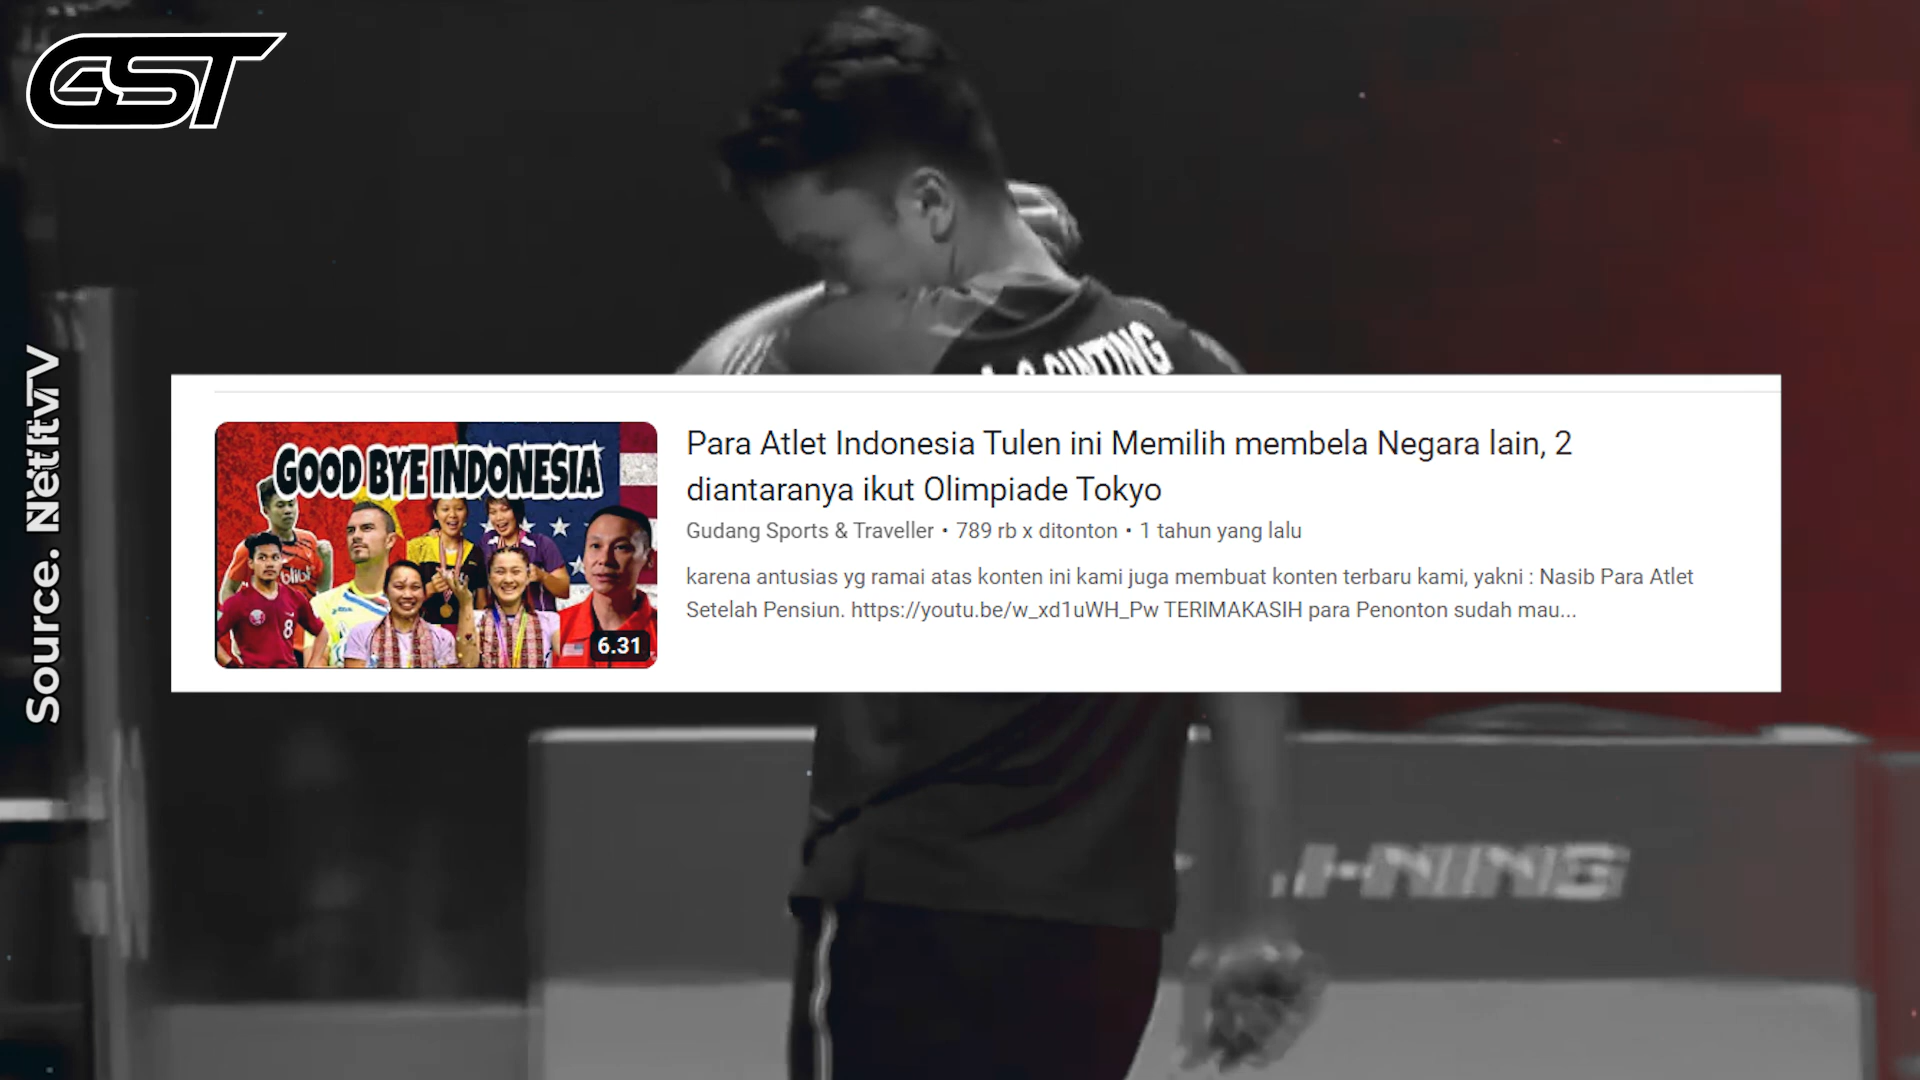 GST
GINTING
Para Atlet Indonesia Tulen ini Memilih membela Negara lain, 2
diantaranya ikut Olimpiade Tokyo
Gudang Sports & Traveller • 789 rb x ditonton • 1 tahun yang lalu
karena antusias yg ramai atas konten ini kami juga membuat konten terbaru kami, yakni : Nasib Para Atlet
Setelah Pensiun. https://youtu.be/w_xd1uWH_Pw TERIMAKASIH para Penonton sudah mau...
GOOD BYE INDONESIA
blibli
8
6.31
Source.